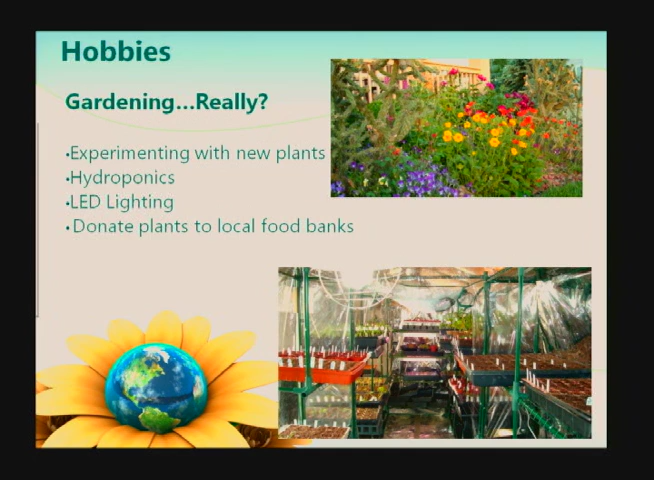 Hobbies
Gardening...Really?
•Experimenting with new plants
•Hydroponics
•LED Lighting
•Donate plants to local food banks